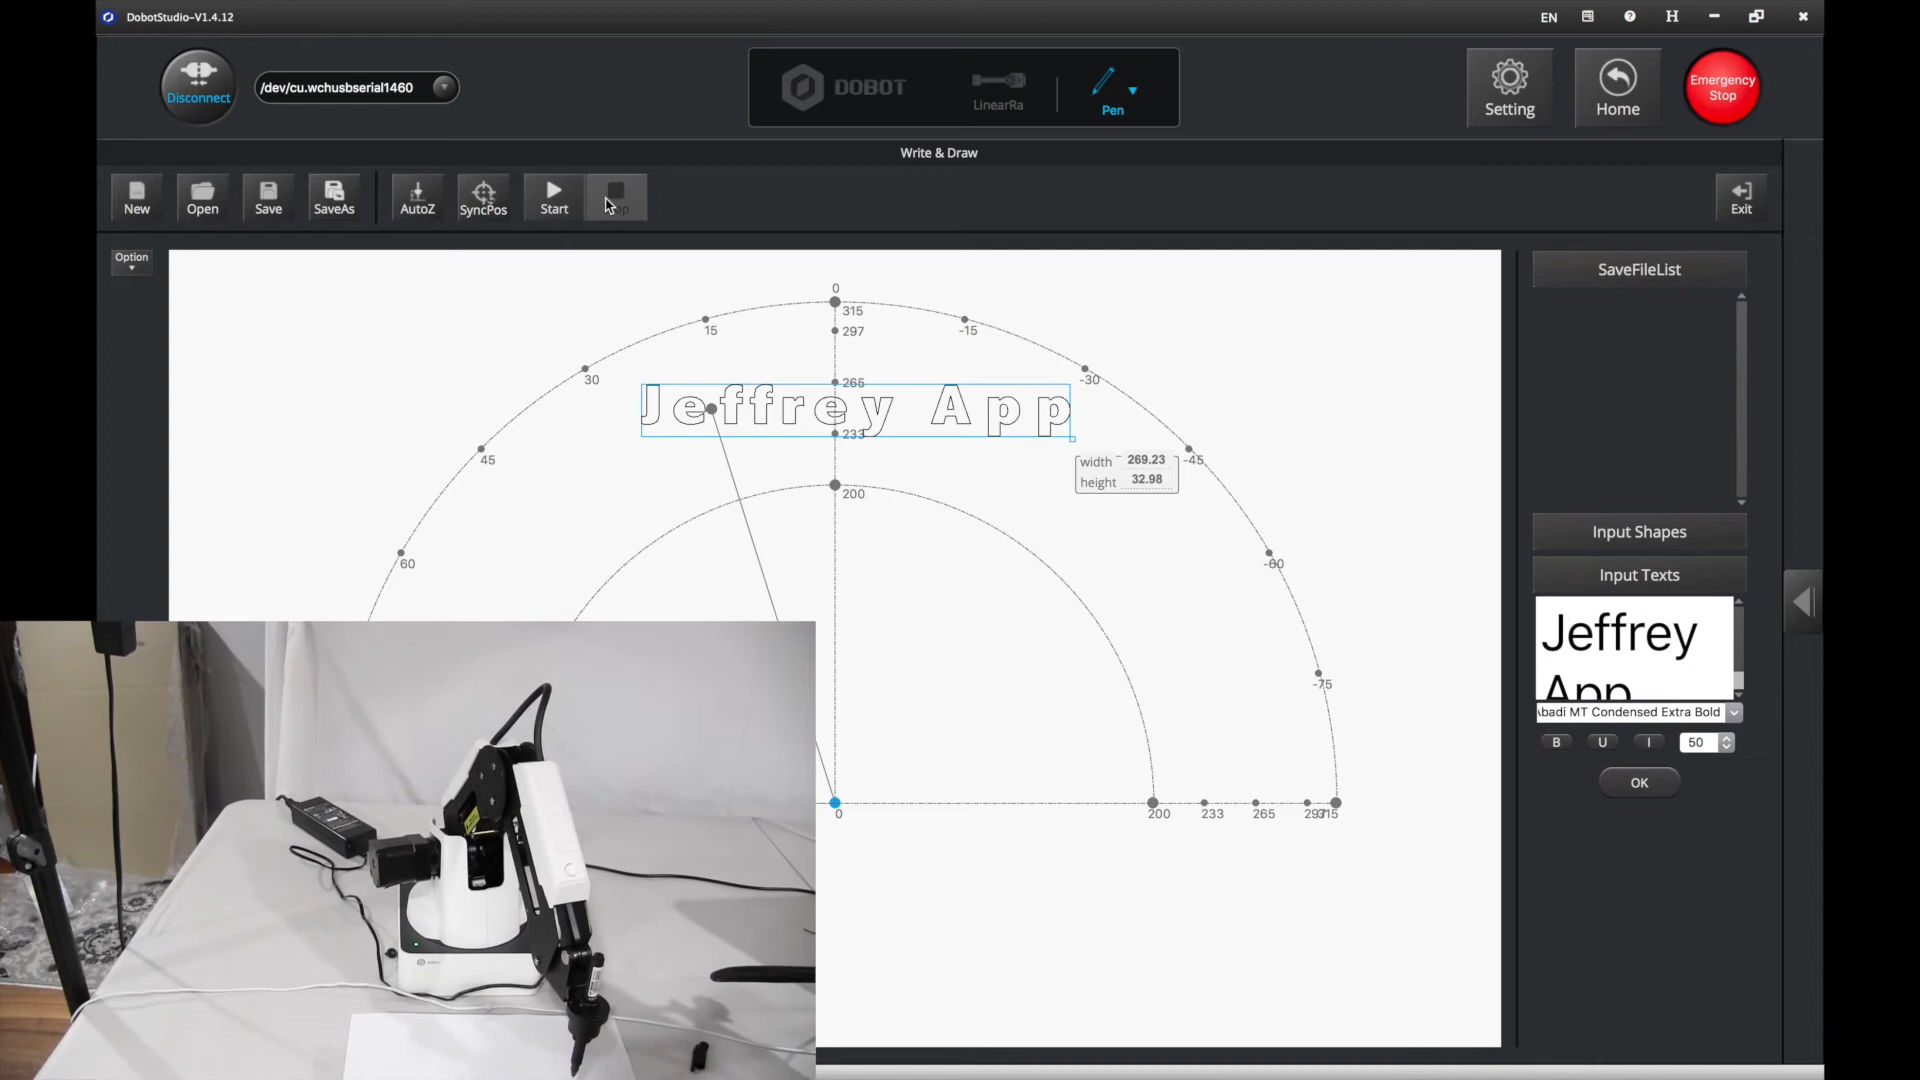 DobotStudio-V1.4.12
EN
H
Disconnect
/dev/cu.wchusbserial1460
DOBOT
LinearRa
Pen
Setting
Home
Emergency
Stop
Write & Draw
New
Open
Save
SaveAs
AutoZ
SyncPos
Start
Exit
Option
SaveFileList
0
315
15
297
-15
30
265
-30
Jeffrey App
233
45
width 269.23
-45
height 32.98
200
60
-60
-75
0
200
233
265
315
Input Shapes
Input Texts
Jeffrey
App
Abadi MT Condensed Extra Bold
B
U
I
50
OK